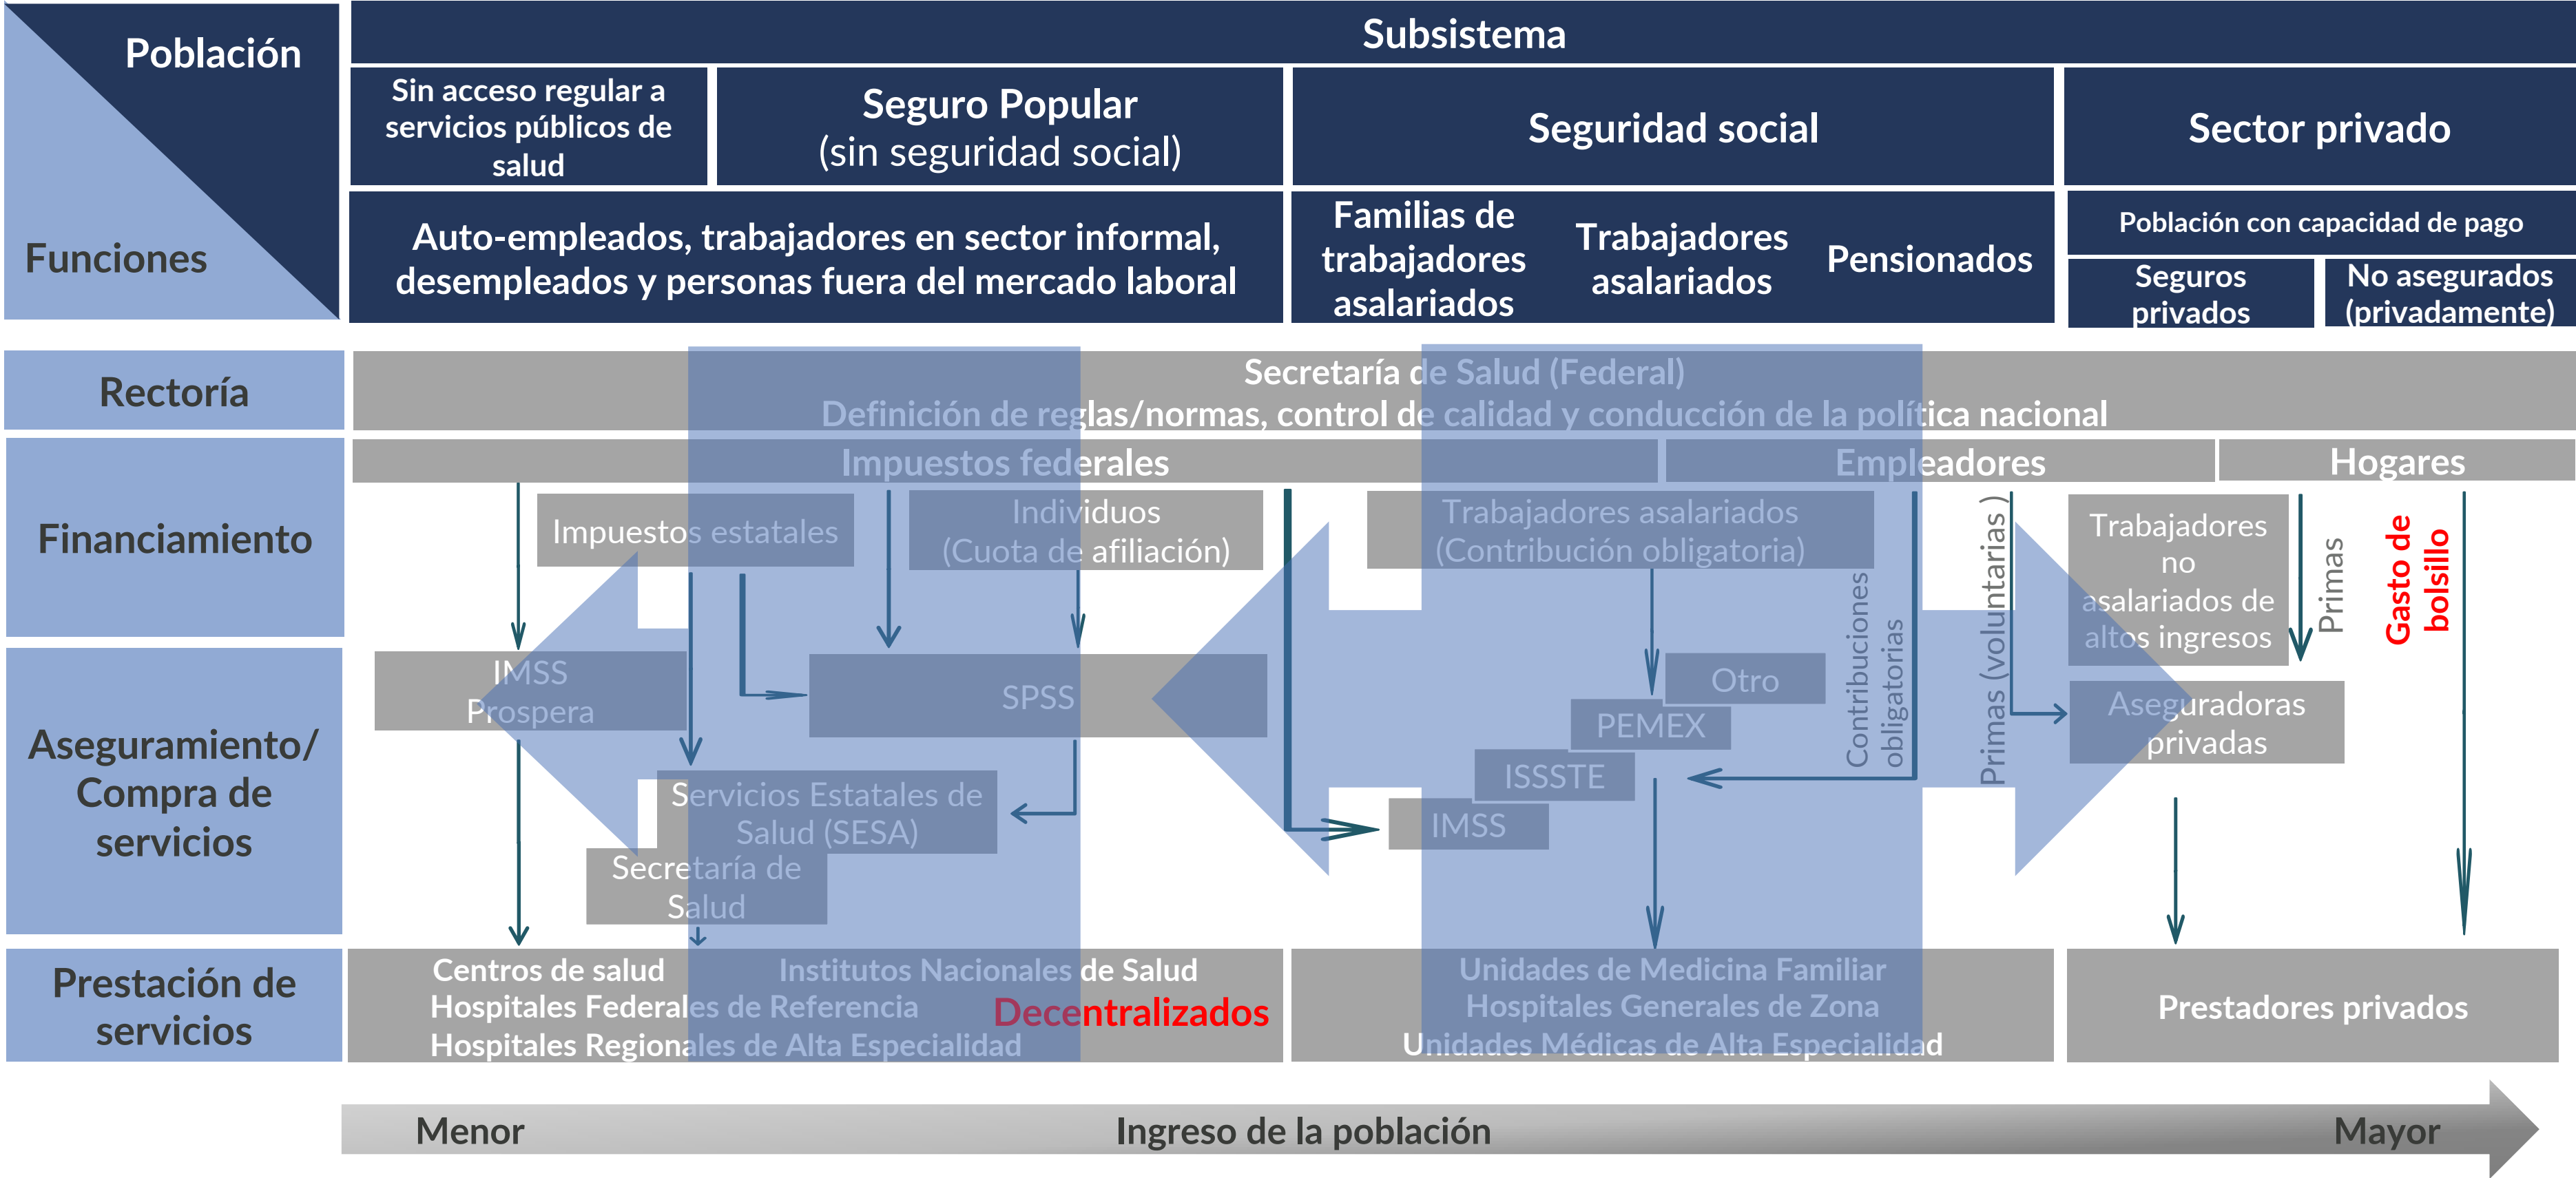 Población
Funciones
Subsistema
Sin acceso regular a
servicios públicos de
salud
Seguro Popular
(sin seguridad social)
Seguridad social
Sector privado
Auto-empleados, trabajadores en sector informal,
desempleados y personas fuera del mercado laboral
Familias de
trabajadores
asalariados
Trabajadores
asalariados
Pensionados
Población con capacidad de pago
Seguros
privados
No asegurados
(privadamente)
Rectoría
Secretaría de Salud (Federal)
Definición de reglas/normas, control de calidad y conducción de la política nacional
Financiamiento
Impuestos federales
Empleadores
Hogares
Impuestos estatales
Individuos
(Cuota de afiliación)
Trabajadores asalariados
(Contribución obligatoria)
Contribuciones
obligatorias
Primas (voluntarias )
Trabajadores
no
asalariados de
altos ingresos
Primas
Gasto de
bolsillo
Aseguramiento/
Compra de
servicios
IMSS
Prospera
SPSS
Servicios Estatales de
Salud (SESA)
Secretaría de
Salud
Otro
PEMEX
ISSSTE
IMSS
Aseguradoras
privadas
Prestación de
servicios
Centros de salud
Institutos Nacionales de Salud
Hospitales Federales de Referencia
Decentralizados
Hospitales Regionales de Alta Especialidad
Unidades de Medicina Familiar
Hospitales Generales de Zona
Unidades Médicas de Alta Especialidad
Prestadores privados
Menor
Ingreso de la población
Mayor